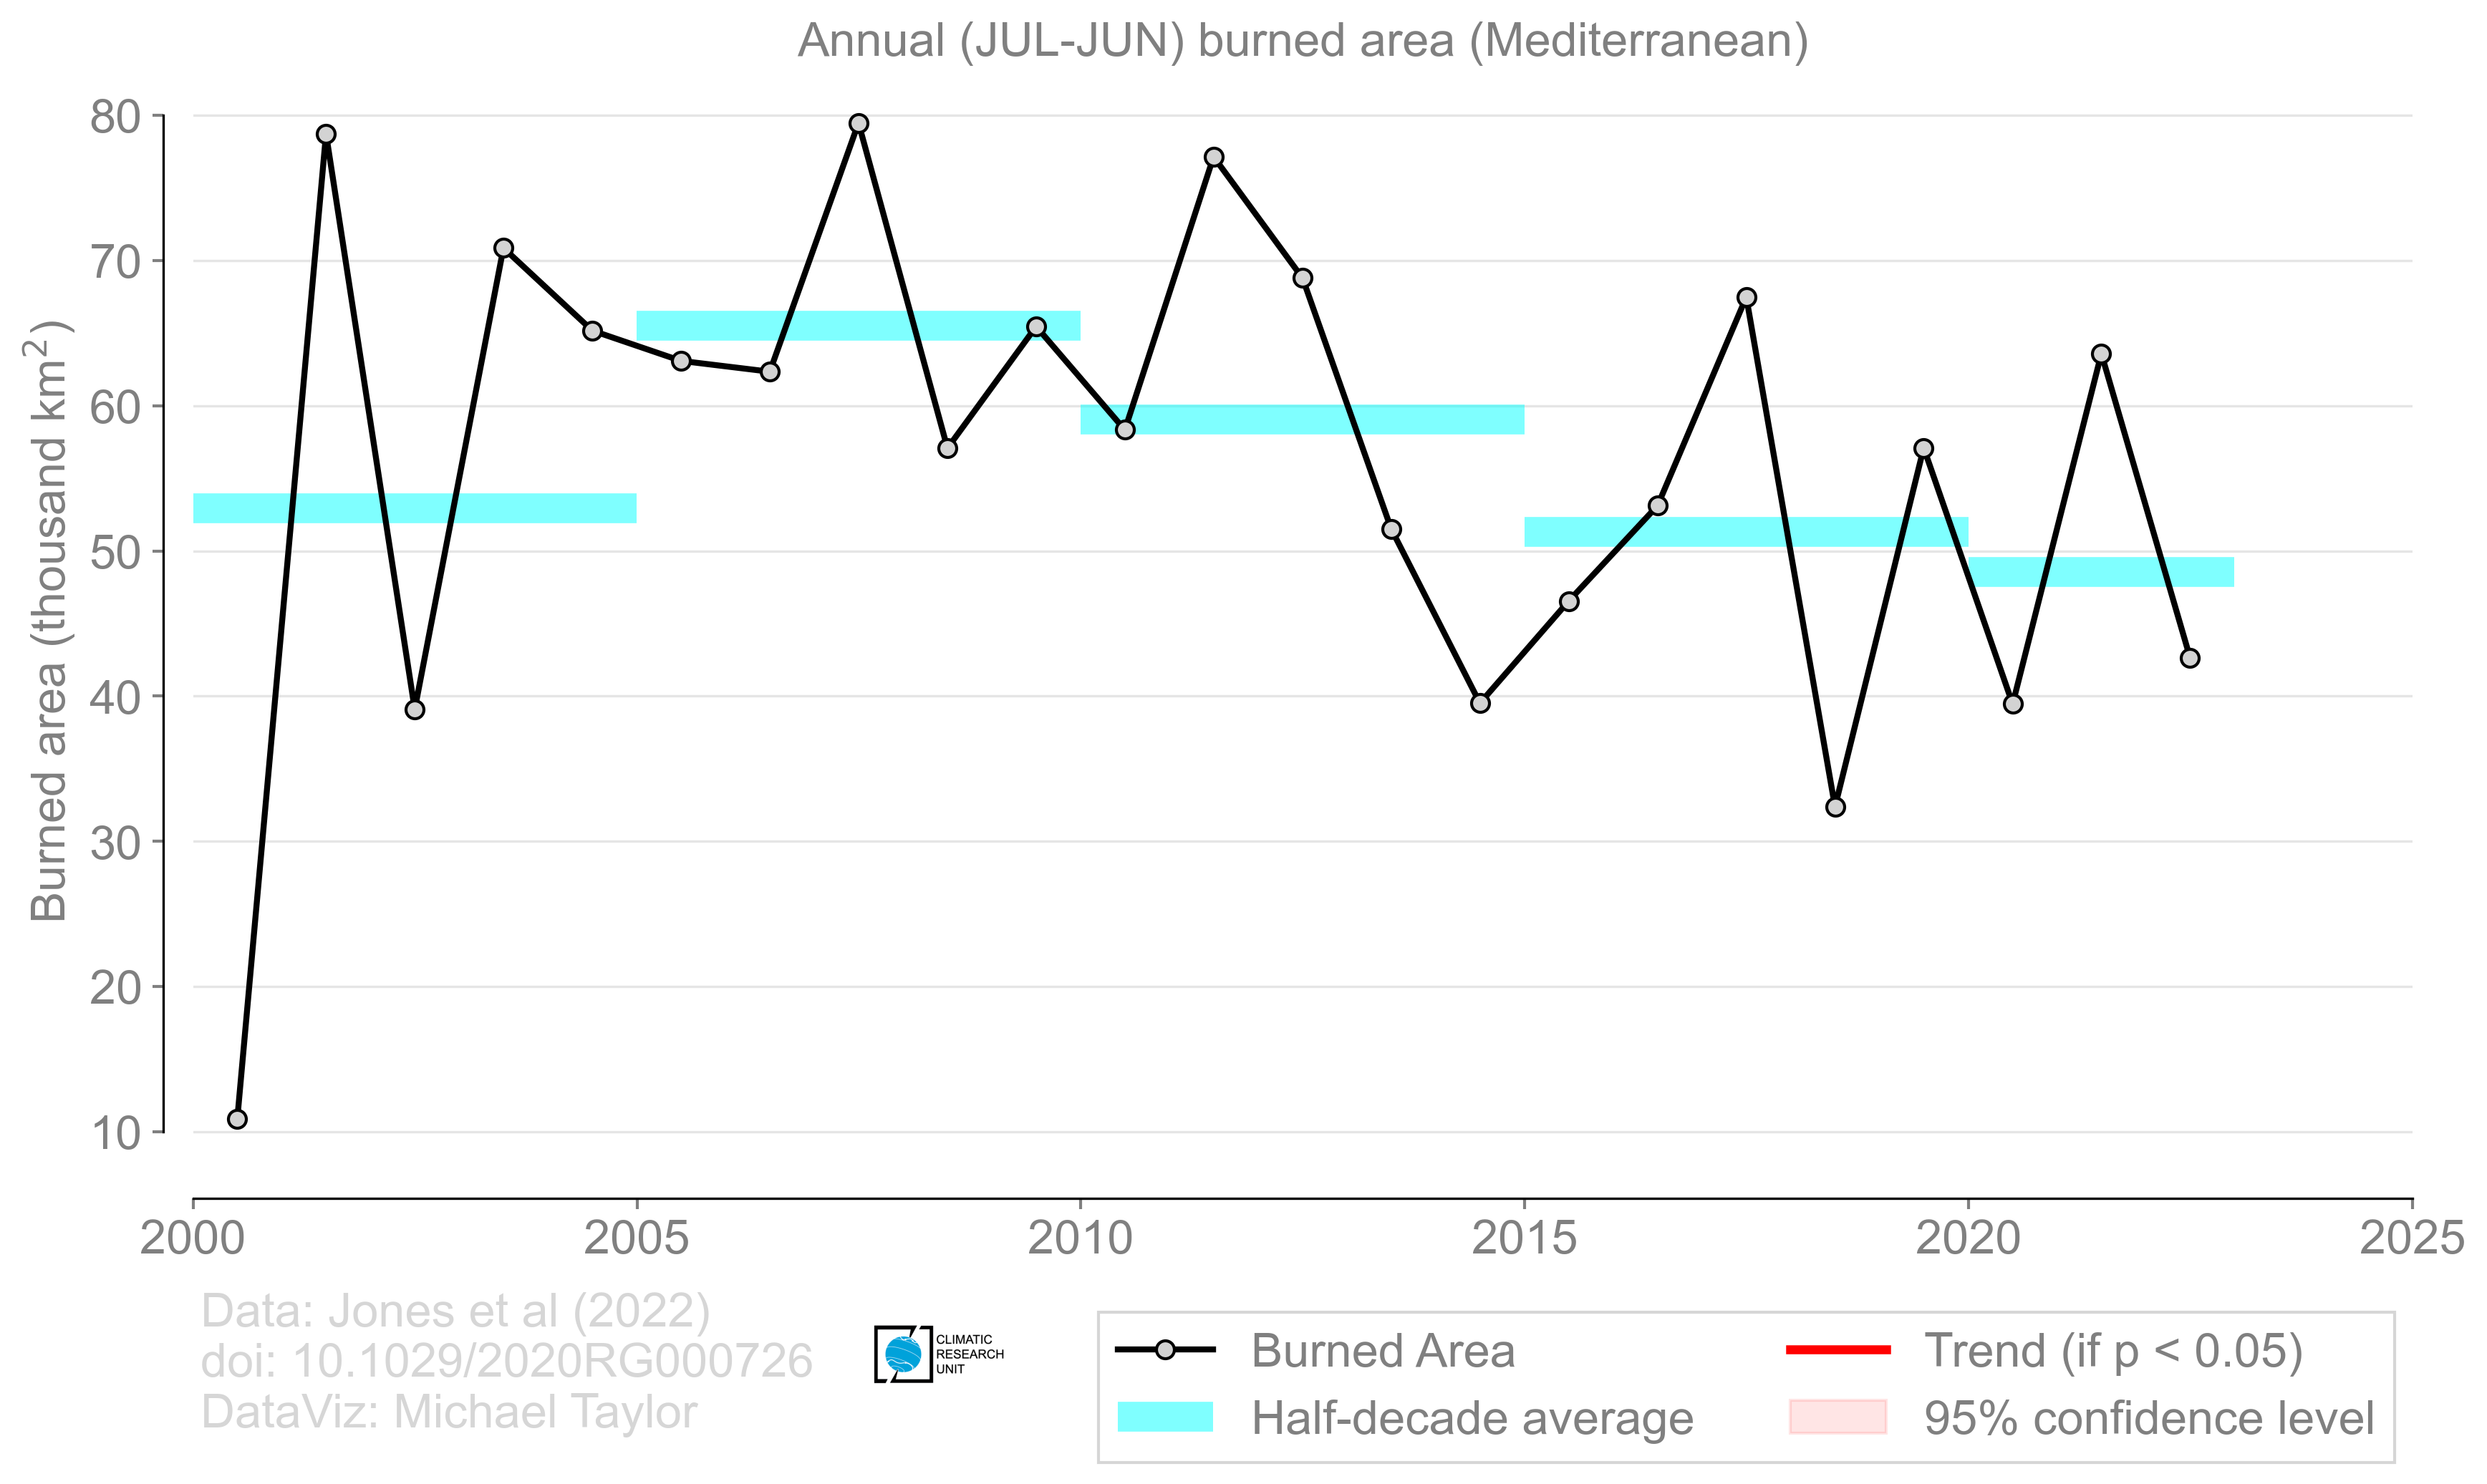 Annual (JUL-JUN) burned area (Mediterranean)
Burned area (thousand km²)
80
70
60
50
40
30
20
10
2000 2005 2010 2015 2020 2025
Data: Jones et al (2022)
doi: 10.1029/2020RG000726
DataViz: Michael Taylor
CLIMATIC
RESEARCH
UNIT
Burned Area
Half-decade average
Trend (if p < 0.05)
95% confidence level